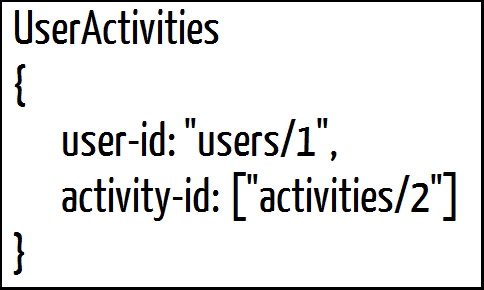 UserActivities
{
user-id: "users/1",
activity-id: ["activities/2"]
}